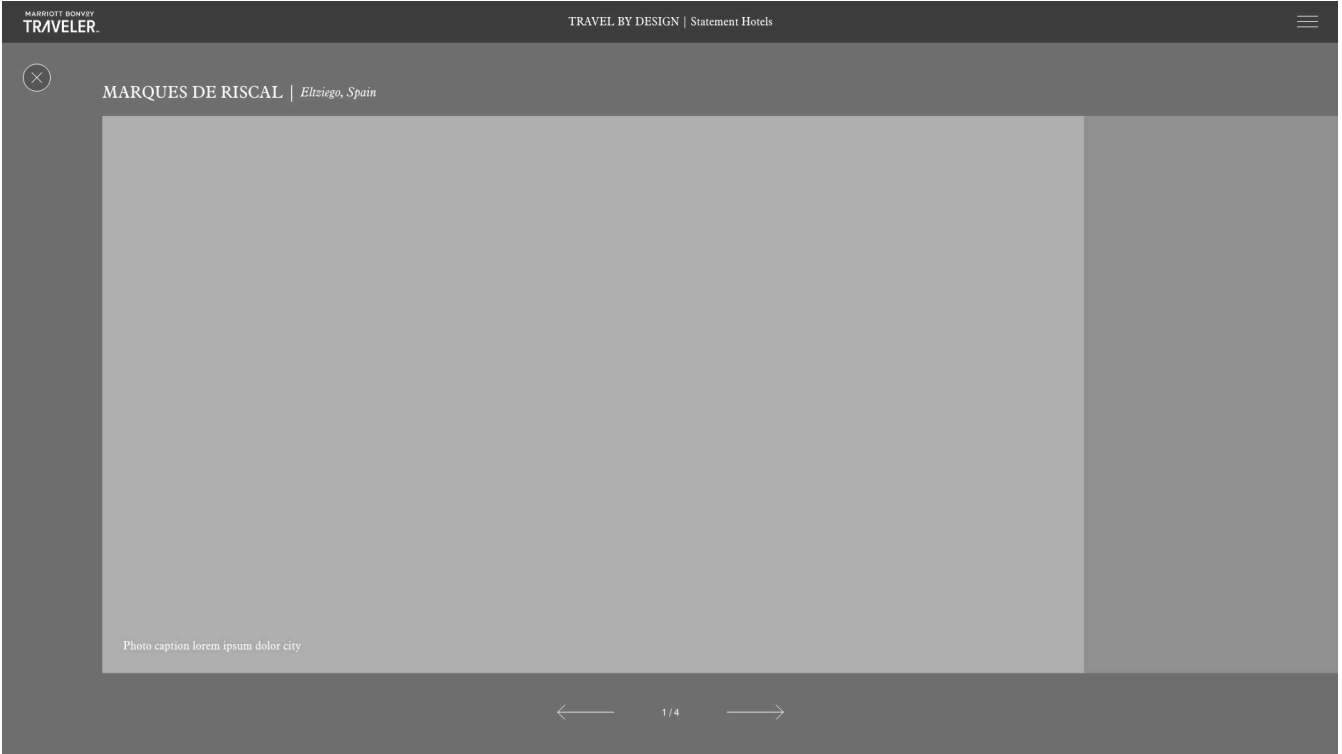 MARRIOTT BONVOY
TRAVELER
TRAVEL BY DESIGN | Statement Hotels
MARQUES DE RISCAL | Eltziego, Spain
Photo caption lorem ipsum dolor city
1 / 4